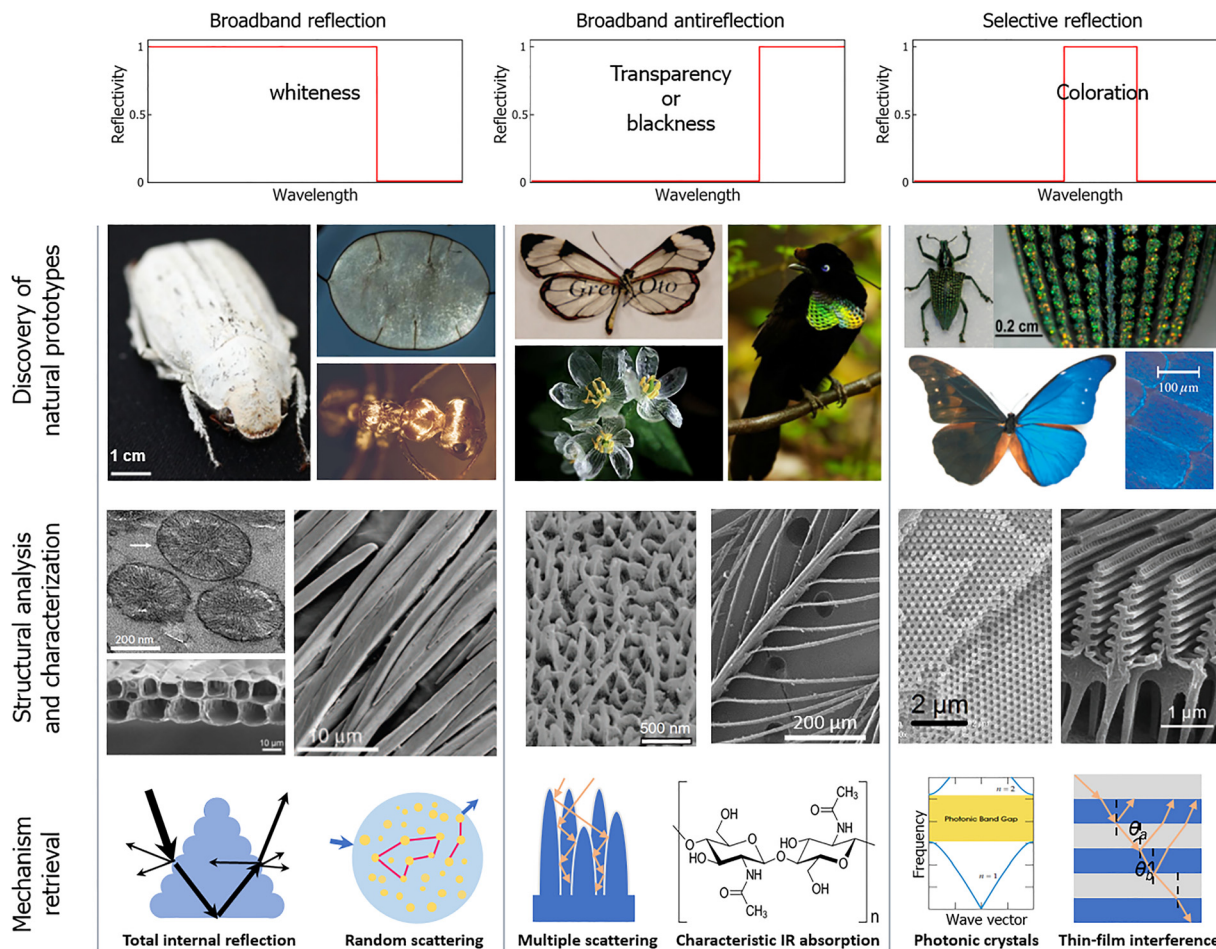 Broadband reflection
Broadband antireflection
Selective reflection
1
0.5
0
Reflectivity
whiteness
Wavelength
1
0.5
0
Reflectivity
Transparency
or
blackness
Wavelength
1
0.5
0
Reflectivity
Coloration
Wavelength
Discovery of
natural prototypes
1 cm
Greta Oto
0.2 cm
100 µm
Structural analysis
and characterization
200 nm
10 µm
10 µm
500 nm
200 µm
2 µm
1 µm
Mechanism
retrieval
Total internal reflection
Random scattering
Multiple scattering
OH
O
HO
NH
O
CH3
O
CH3
O
NH
HO
O
O
OH
n
Characteristic IR absorption
Frequency
n = 2
Photonic Band Gap
n = 1
Wave vector
Photonic crystals
θa
θb
Thin-film interference